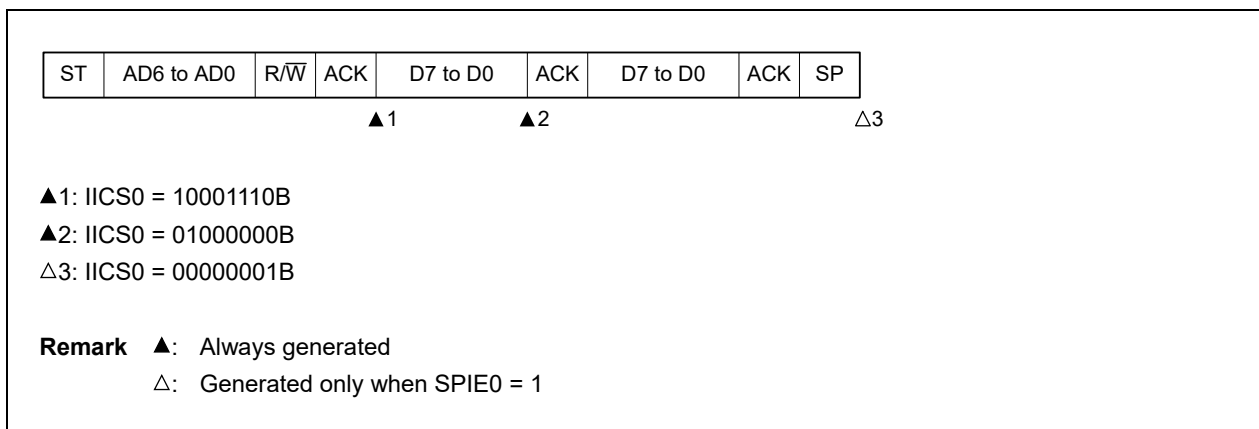 ST AD6 to AD0 R/W̅ ACK D7 to D0 ACK D7 to D0 ACK SP
▲1 ▲2 △3
▲1: IICS0 = 10001110B
▲2: IICS0 = 01000000B
△3: IICS0 = 00000001B
Remark ▲: Always generated
△: Generated only when SPIE0 = 1